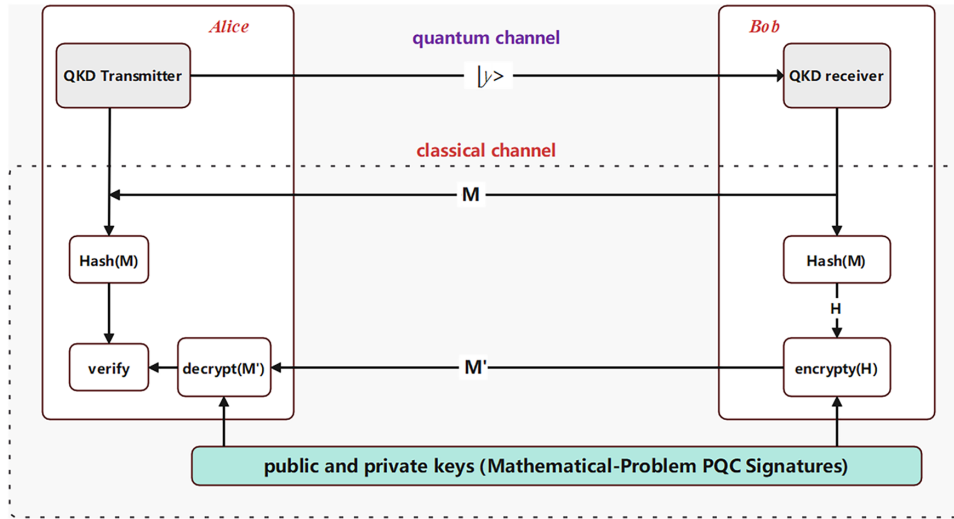 Alice
Bob
quantum channel
QKD Transmitter
|y>
QKD receiver
classical channel
M
Hash(M)
Hash(M)
H
verify
decrypt(M')
M'
encrypty(H)
public and private keys (Mathematical-Problem PQC Signatures)